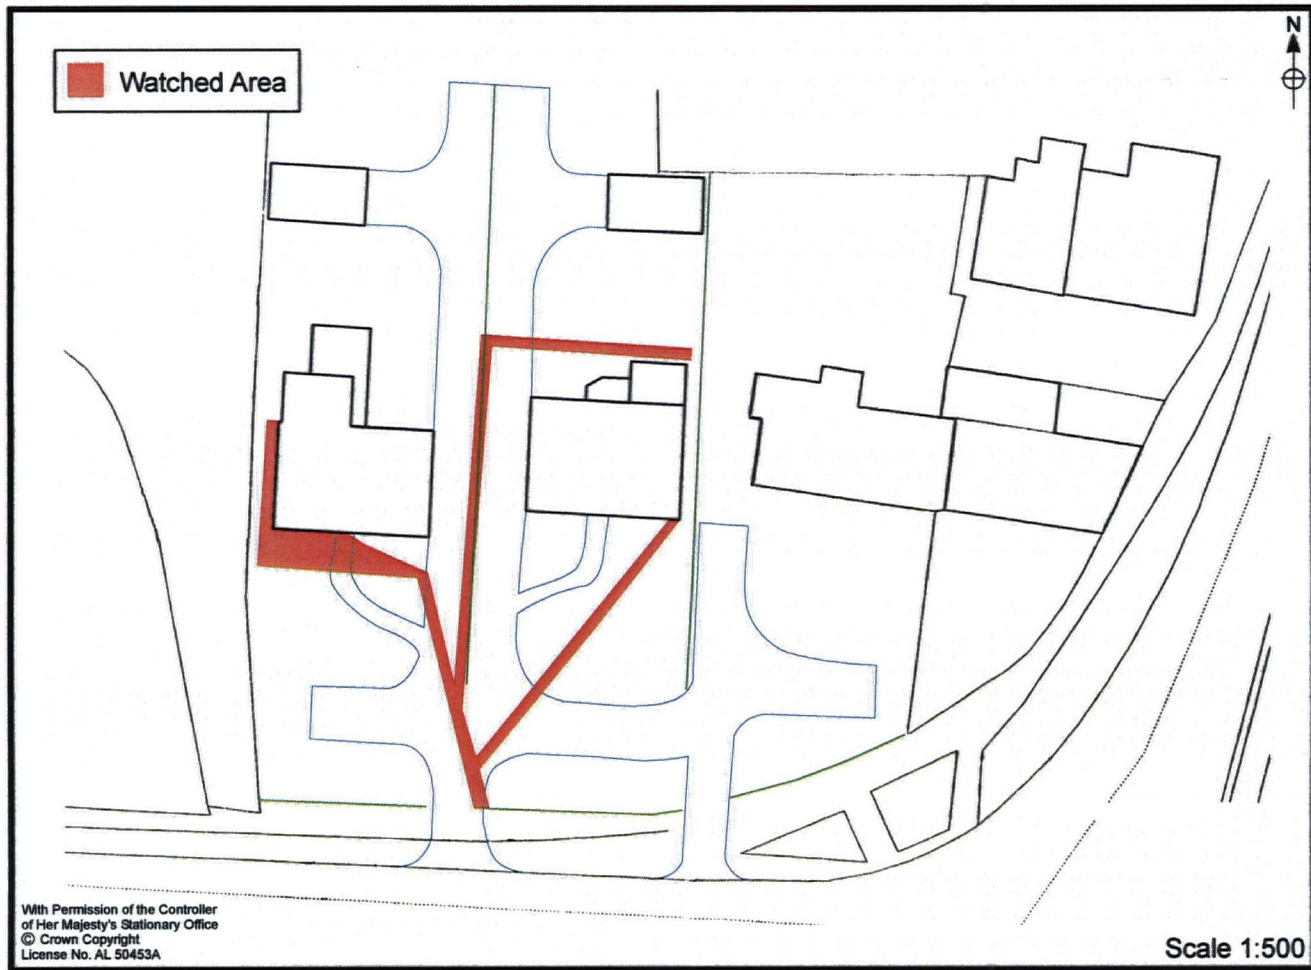 Watched Area
N
With Permission of the Controller
of Her Majesty's Stationary Office
© Crown Copyright
License No. AL 50453A
Scale 1:500